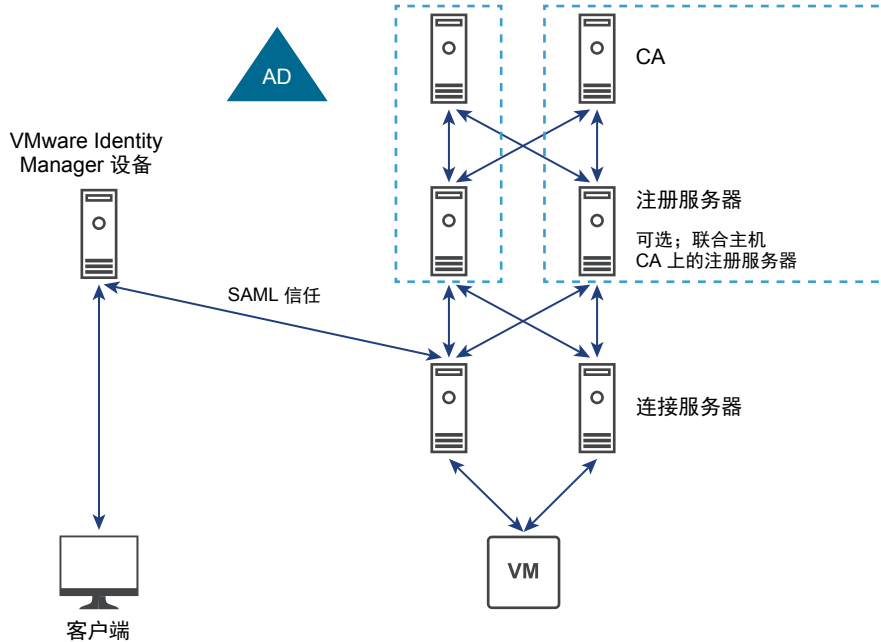 AD
CA
VMware Identity
Manager 设备
注册服务器
可选；联合主机
CA 上的注册服务器
SAML 信任
连接服务器
VM
客户端